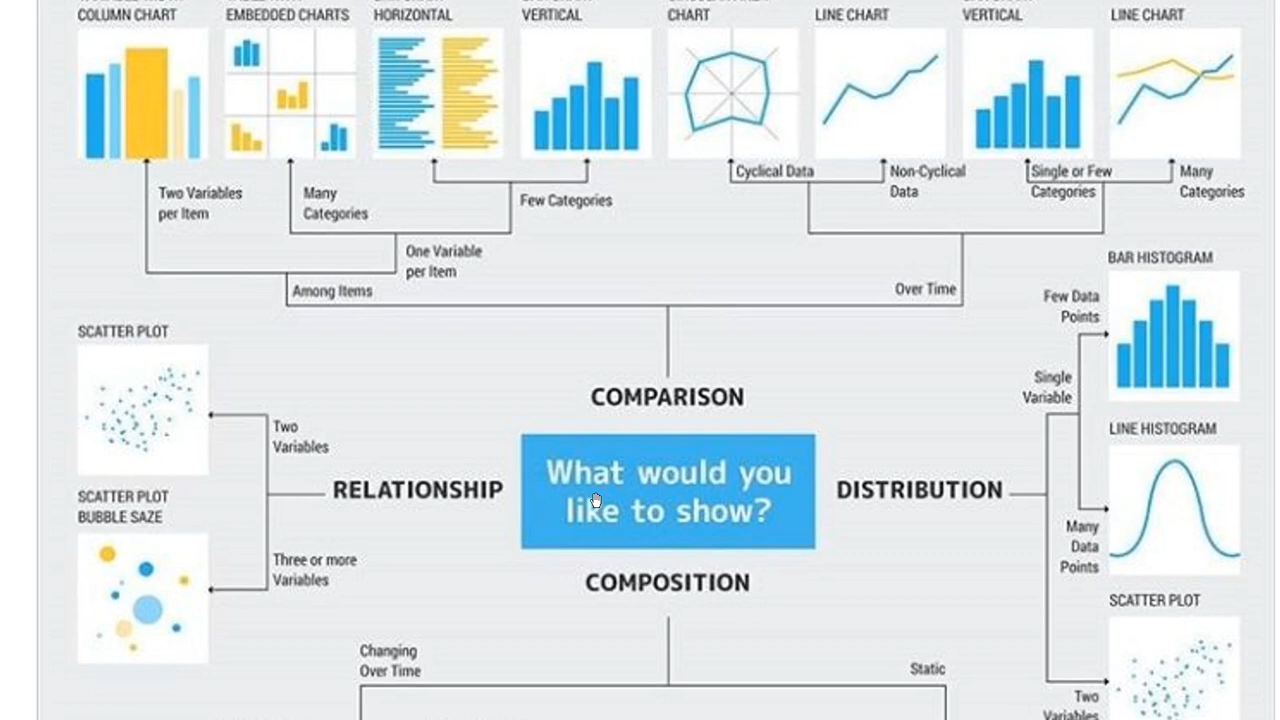 COLUMN CHART
EMBEDDED CHARTS
HORIZONTAL
VERTICAL
CHART
LINE CHART
VERTICAL
LINE CHART
Two Variables
per Item
Many
Categories
Few Categories
One Variable
per Item
Among Items
Cyclical Data
Non-Cyclical
Data
Single or Few
Categories
Many
Categories
Over Time
BAR HISTOGRAM
Few Data
Points
Single
Variable
LINE HISTOGRAM
Many
Data
Points
SCATTER PLOT
Two
Variables
SCATTER PLOT
Two
Variables
SCATTER PLOT
BUBBLE SAZE
Three or more
Variables
COMPARISON
RELATIONSHIP
What would you
like to show?
DISTRIBUTION
COMPOSITION
Changing
Over Time
Static